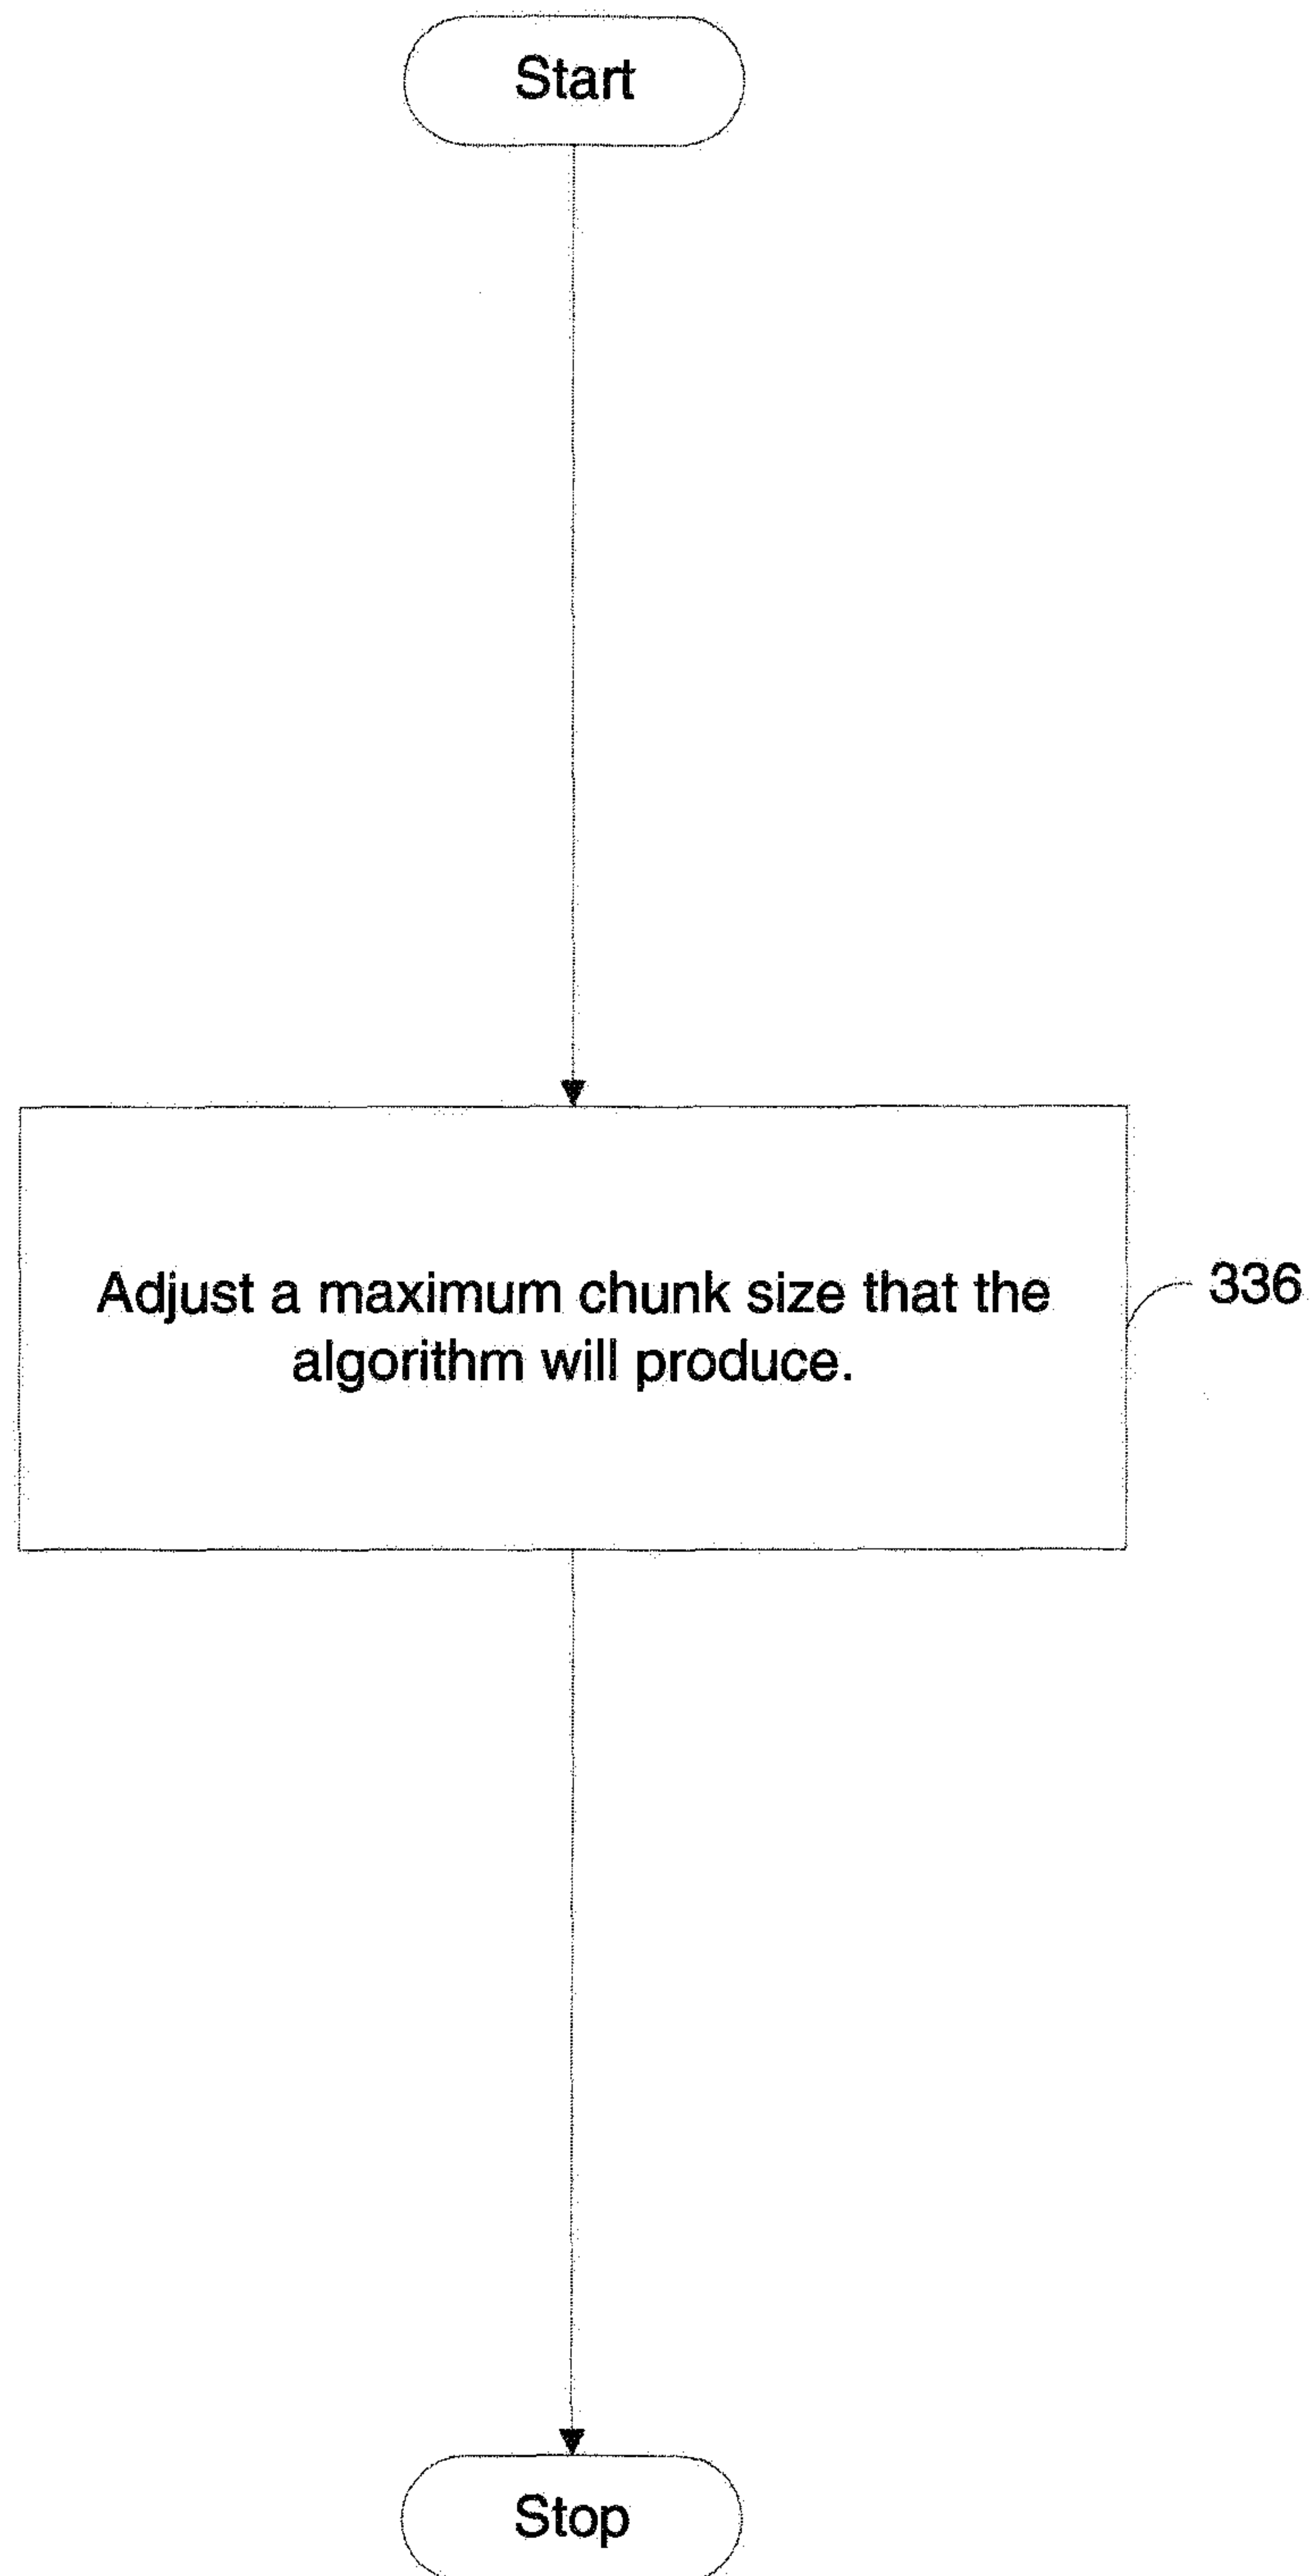 Start
Adjust a maximum chunk size that the
algorithm will produce.
336
Stop